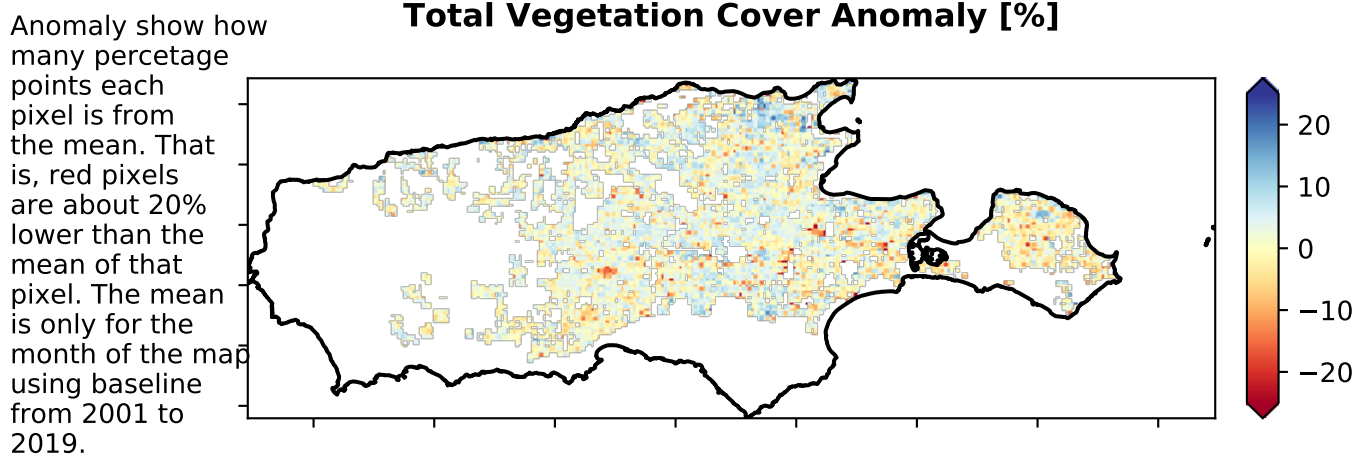 Total Vegetation Cover Anomaly [%]
Anomaly show how
many percetage
points each
pixel is from
the mean. That
is, red pixels
are about 20%
lower than the
mean of that
pixel. The mean
is only for the
month of the map
using baseline
from 2001 to
2019.
20
10
0
−10
−20